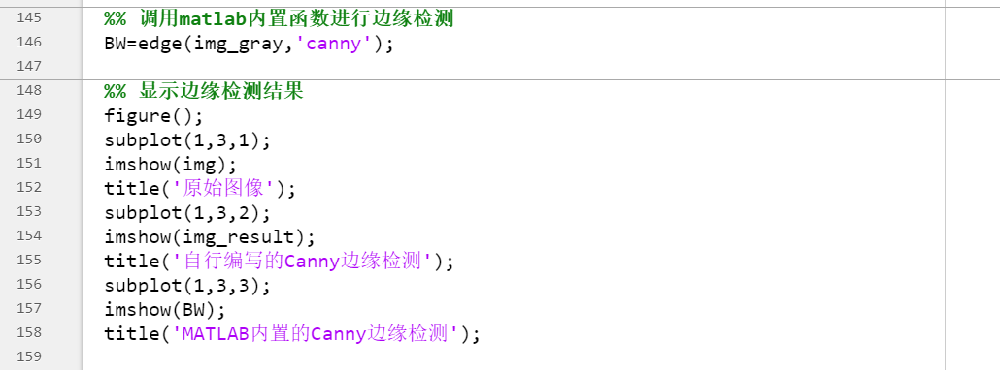 145 %% 调用matlab内置函数进行边缘检测
146 BW=edge(img_gray,'canny');
147
148 %% 显示边缘检测结果
149 figure();
150 subplot(1,3,1);
151 imshow(img);
152 title('原始图像');
153 subplot(1,3,2);
154 imshow(img_result);
155 title('自行编写的Canny边缘检测');
156 subplot(1,3,3);
157 imshow(BW);
158 title('MATLAB内置的Canny边缘检测');
159